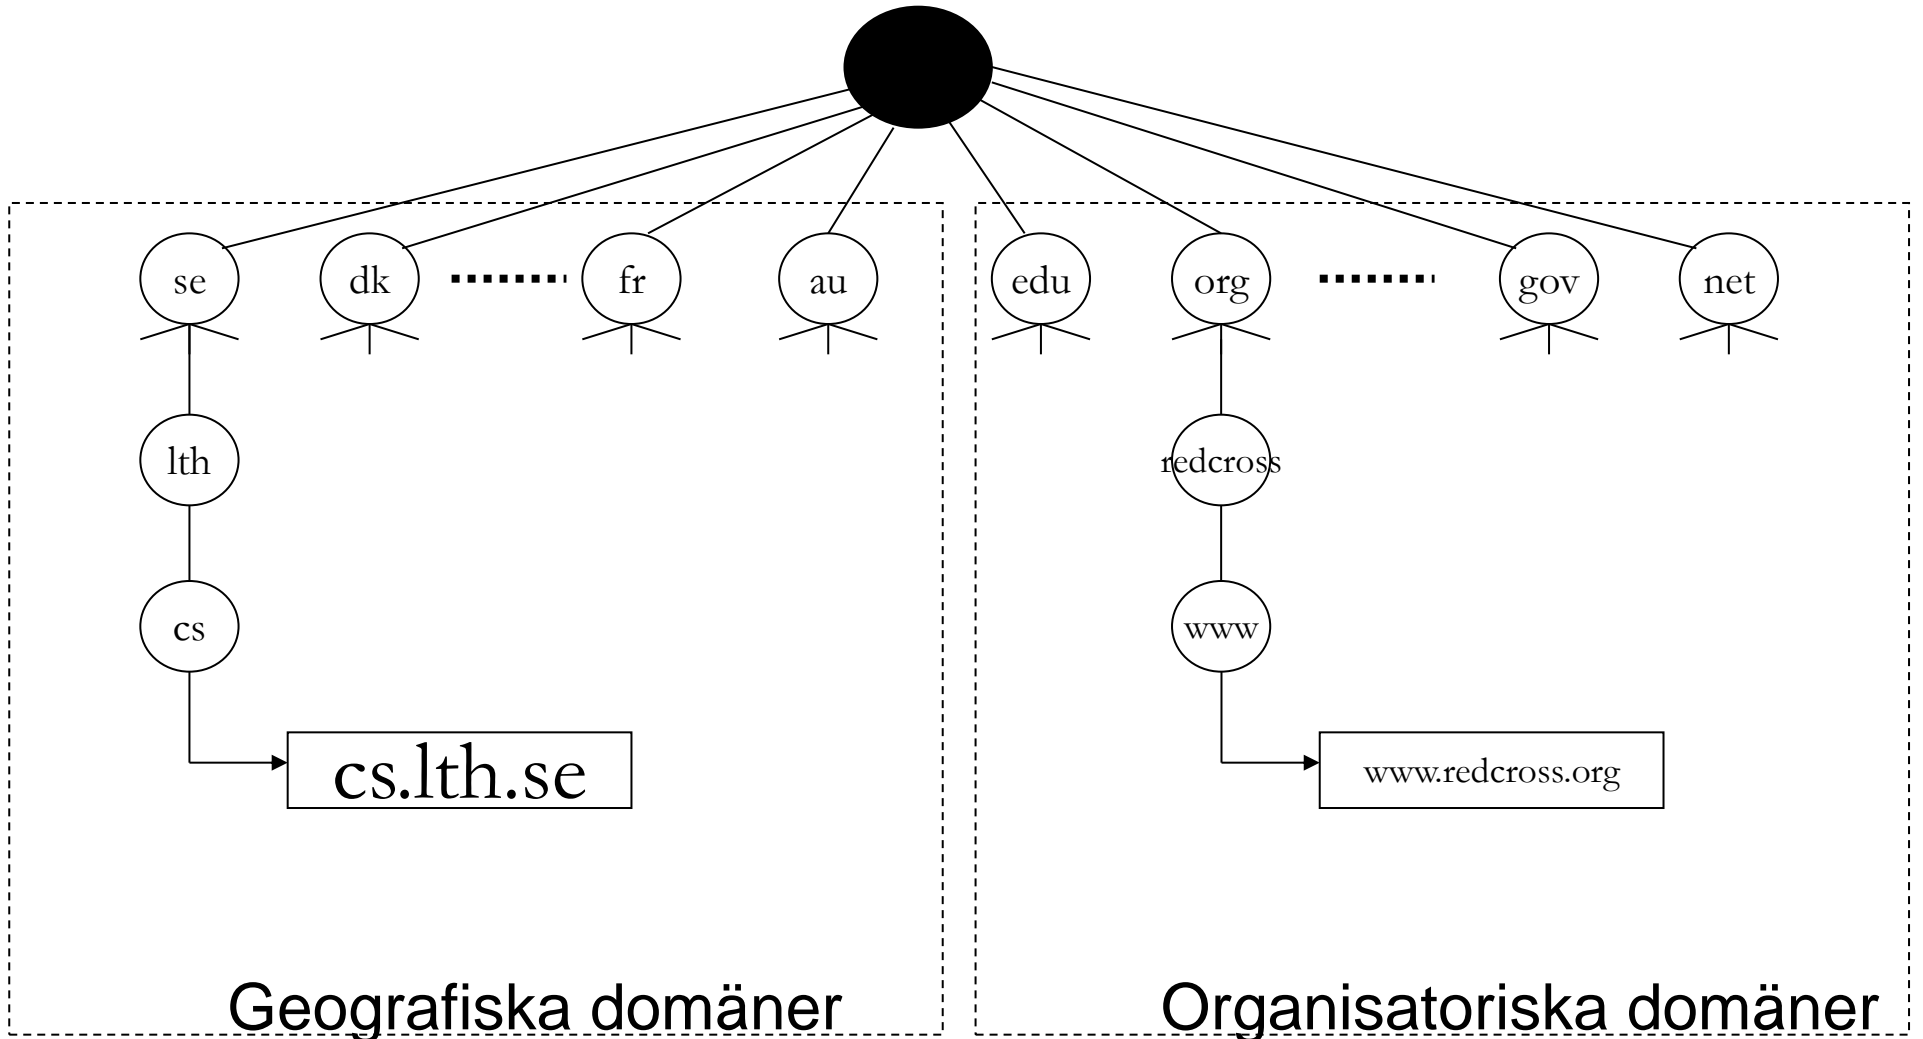 se dk fr au edu org gov net
lth redcross
cs www
cs.lth.se www.redcross.org
Geografiska domäner Organisatoriska domäner